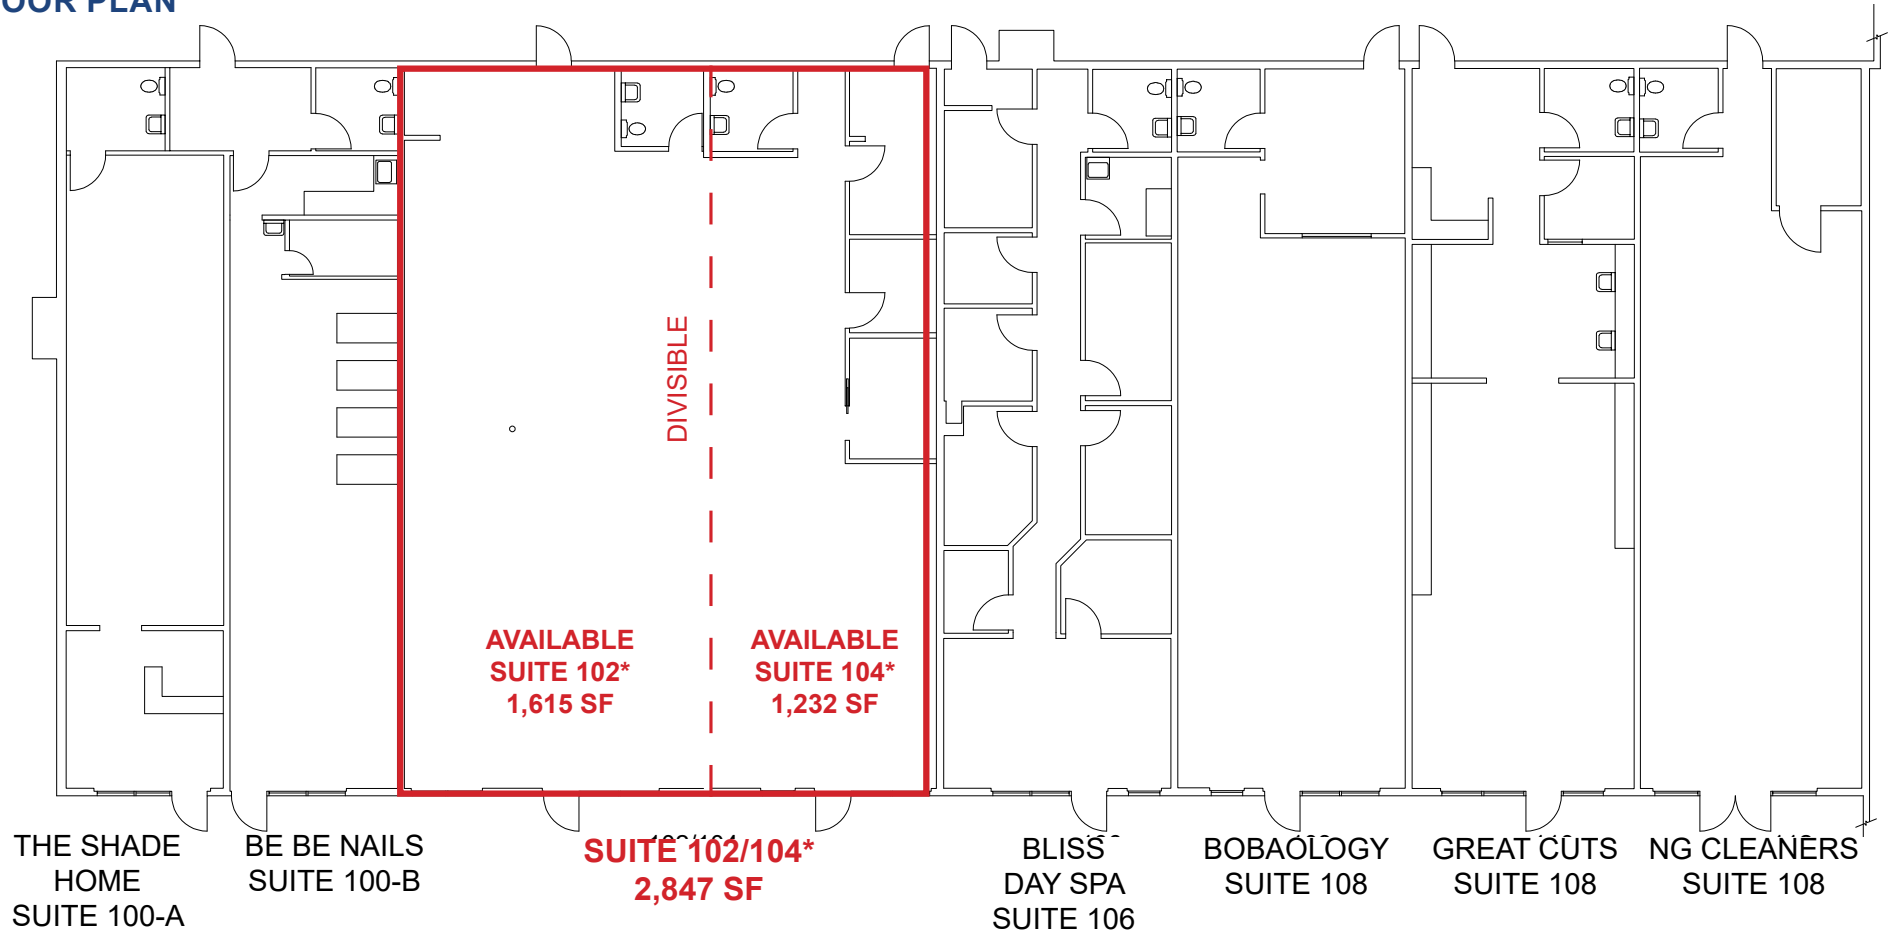 OOR PLAN
DIVISIBLE
AVAILABLE
SUITE 102*
1,615 SF
AVAILABLE
SUITE 104*
1,232 SF
THE SHADE
HOME
SUITE 100-A
BE BE NAILS
SUITE 100-B
SUITE 102/104*
2,847 SF
BLISS
DAY SPA
SUITE 106
BOBAOLOGY
SUITE 108
GREAT CUTS
SUITE 108
NG CLEANERS
SUITE 108